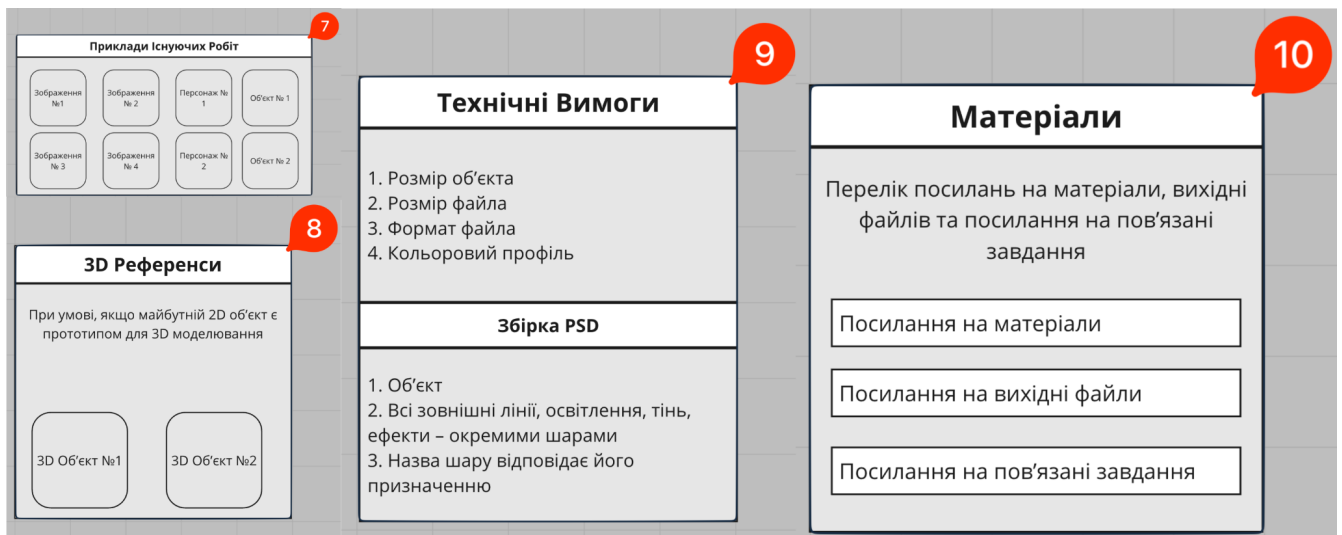 7
Приклади Існуючих Робіт
Зображення
№1
Зображення
№ 2
Персонаж №
1
Об'єкт № 1
Зображення
№ 3
Зображення
№ 4
Персонаж №
2
Об'єкт № 2
8
3D Референси
При умові, якщо майбутній 2D об'єкт є
прототипом для 3D моделювання
3D Об'єкт №1
3D Об'єкт №2
9
Технічні Вимоги
1. Розмір об'єкта
2. Розмір файла
3. Формат файла
4. Кольоровий профіль
Збірка PSD
1. Об'єкт
2. Всі зовнішні лінії, освітлення, тінь,
ефекти – окремими шарами
3. Назва шару відповідає його
призначенню
10
Матеріали
Перелік посилань на матеріали, вихідні
файлів та посилання на пов'язані
завдання
Посилання на матеріали
Посилання на вихідні файли
Посилання на пов'язані завдання